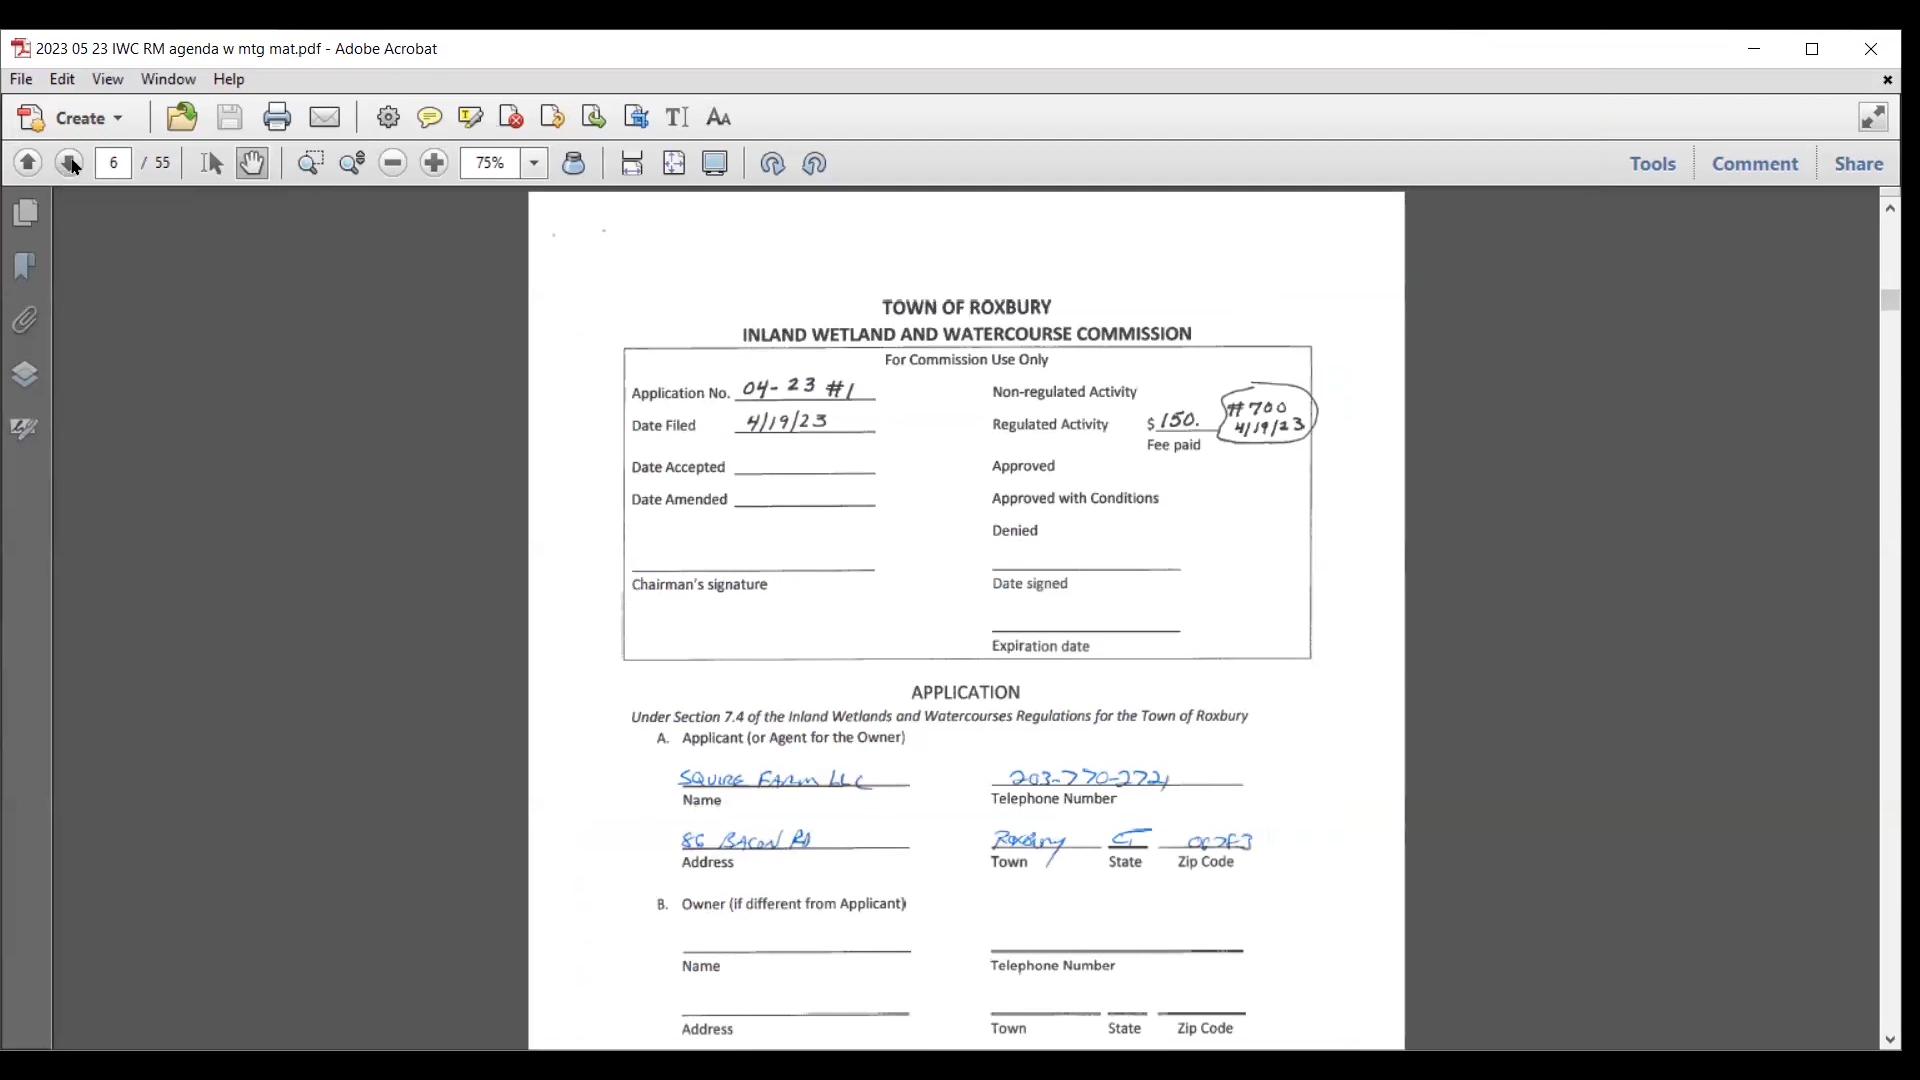 2023 05 23 IWC RM agenda w mtg mat.pdf - Adobe Acrobat
File Edit View Window Help
Create
6 / 55 75% Tools Comment Share
TOWN OF ROXBURY
INLAND WETLAND AND WATERCOURSE COMMISSION
For Commission Use Only
Application No. 04-23 #1 Non-regulated Activity
Date Filed 4/19/23 Regulated Activity $150. #700 4/19/23
Fee paid
Date Accepted Approved
Date Amended Approved with Conditions
Denied
Chairman's signature Date signed
Expiration date
APPLICATION
Under Section 7.4 of the Inland Wetlands and Watercourses Regulations for the Town of Roxbury
A. Applicant (or Agent for the Owner)
SQUIRE FARM LLC 203-770-2721
Name Telephone Number
86 BACON RD Roxbury CT
Address Town State Zip Code
B. Owner (if different from Applicant)
Name Telephone Number
Address Town State Zip Code